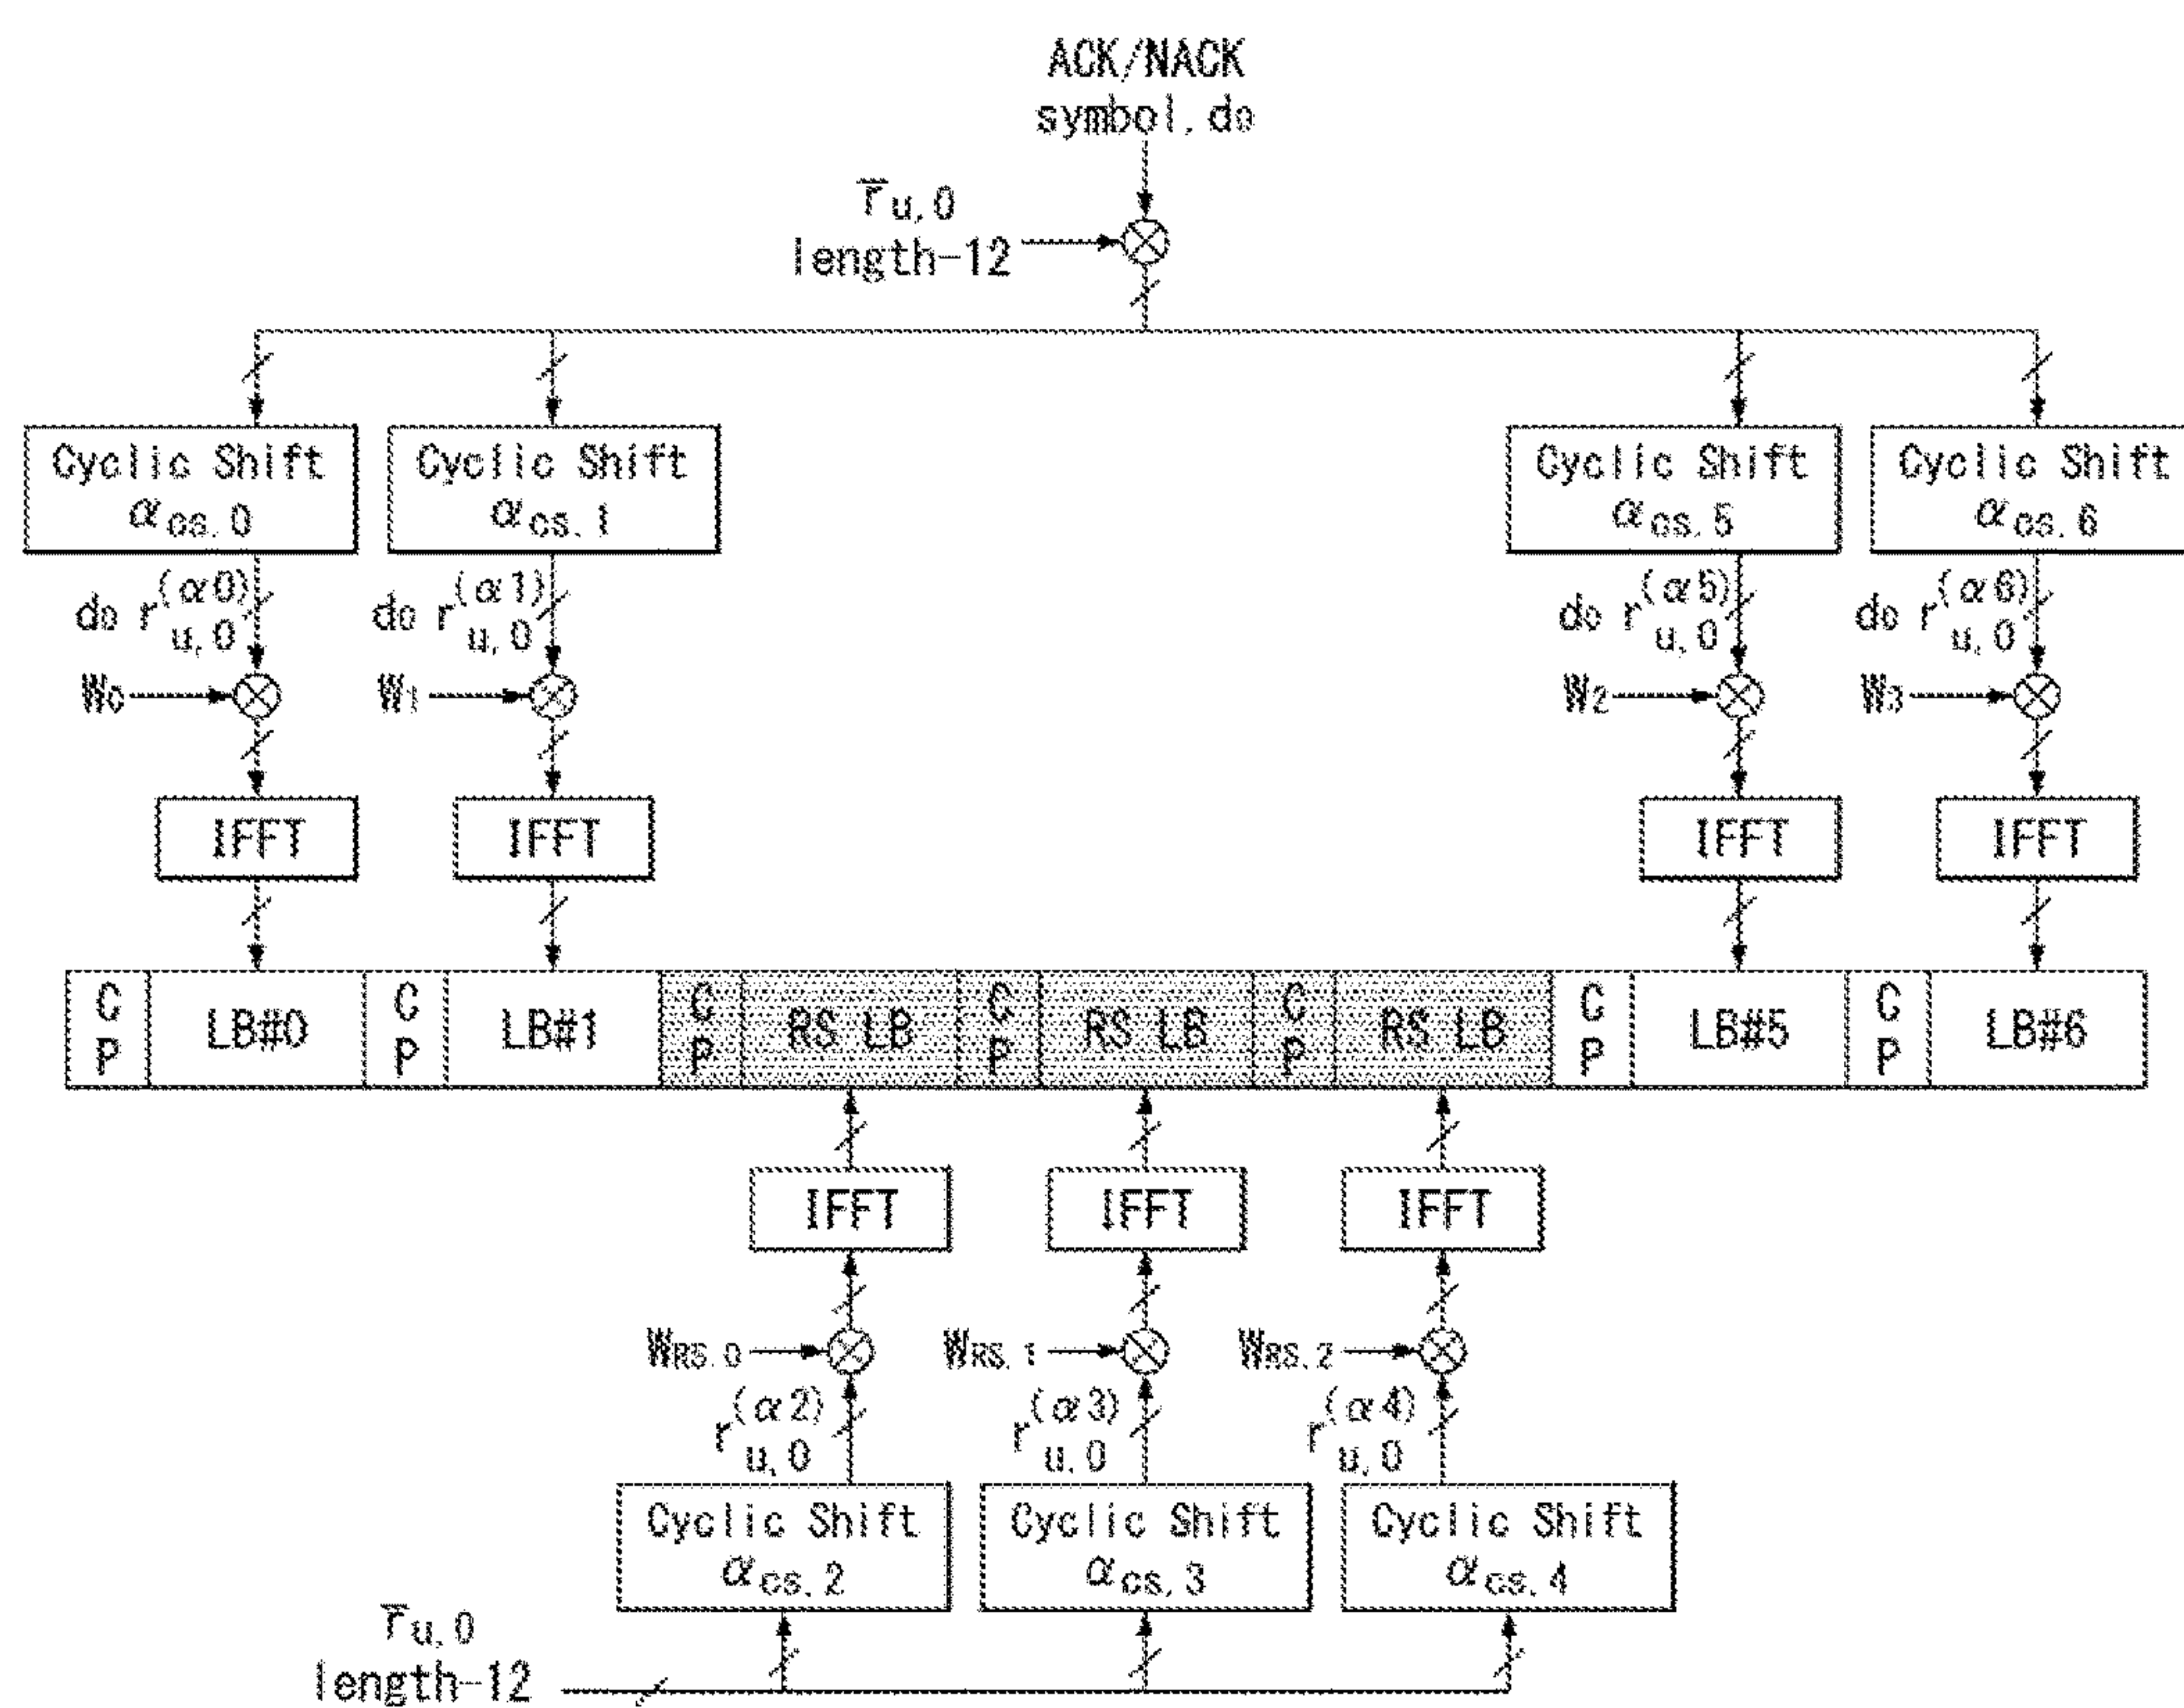 ACK/NACK
symbol, d0
r̅u,0
length-12
Cyclic Shift
αcs,0
Cyclic Shift
αcs,1
Cyclic Shift
αcs,5
Cyclic Shift
αcs,6
d0 r(α0)u,0
d0 r(α1)u,0
d0 r(α5)u,0
d0 r(α6)u,0
W0
W1
W2
W3
IFFT
IFFT
IFFT
IFFT
CP LB#0 CP LB#1 CP RS LB CP RS LB CP RS LB CP LB#5 CP LB#6
IFFT
IFFT
IFFT
WRS,0
WRS,1
WRS,2
r(α2)u,0
r(α3)u,0
r(α4)u,0
Cyclic Shift
αcs,2
Cyclic Shift
αcs,3
Cyclic Shift
αcs,4
r̅u,0
length-12